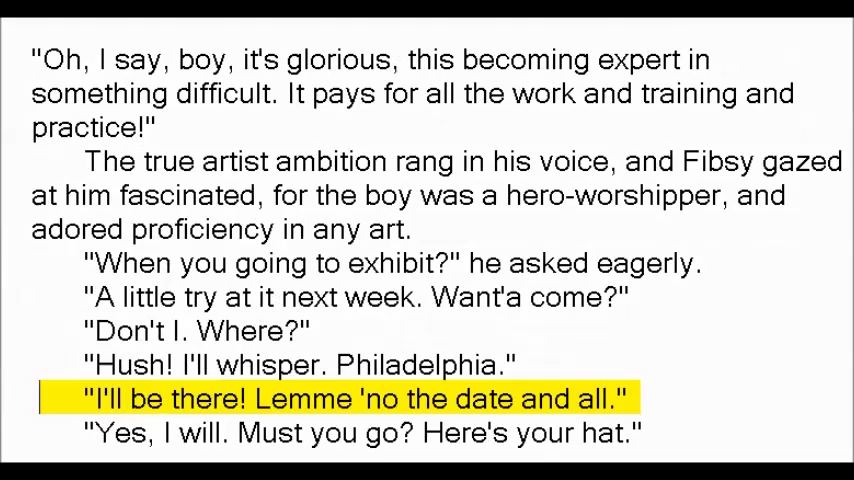 "Oh, I say, boy, it's glorious, this becoming expert in
something difficult. It pays for all the work and training and
practice!"
The true artist ambition rang in his voice, and Fibsy gazed
at him fascinated, for the boy was a hero-worshipper, and
adored proficiency in any art.
"When you going to exhibit?" he asked eagerly.
"A little try at it next week. Want'a come?"
"Don't I. Where?"
"Hush! I'll whisper. Philadelphia."
"I'll be there! Lemme 'no the date and all."
"Yes, I will. Must you go? Here's your hat."